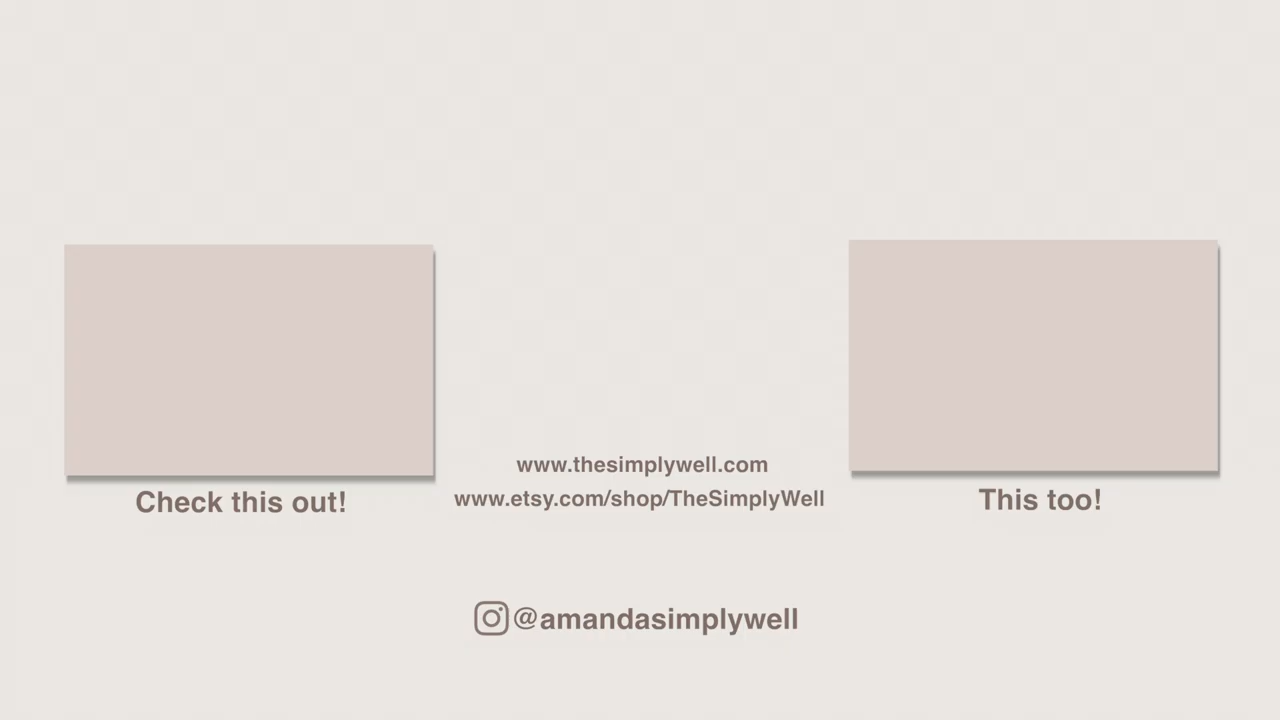 www.thesimplywell.com
www.etsy.com/shop/TheSimplyWell
Check this out!
This too!
@amandasimplywell